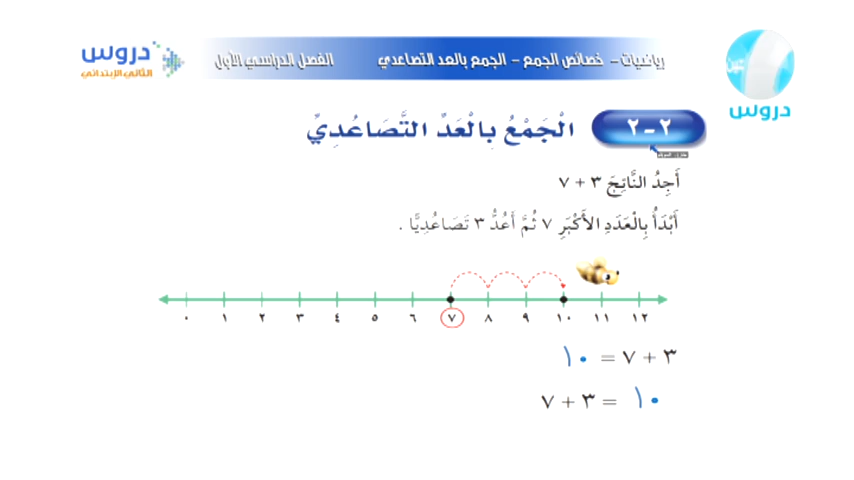 دروس
الثاني الإبتدائي
رياضيات - خصائص الجمع - الجمع بالعد التصاعدي
الفصل الدراسي الأول
عين
دروس
٢-٢
الْجَمْعُ بِالْعَدِّ التَّصَاعُدِيِّ
أَجِدُ النَّاتِجَ ٣ + ٧
أَبْدَأُ بِالْعَدَدِ الأَكْبَرِ ٧ ثُمَّ أَعُدُّ ٣ تَصَاعُدِيًّا .
٠ ١ ٢ ٣ ٤ ٥ ٦ ٧ ٨ ٩ ١٠ ١١ ١٢
١٠ = ٧ + ٣
٧ + ٣ = ١٠